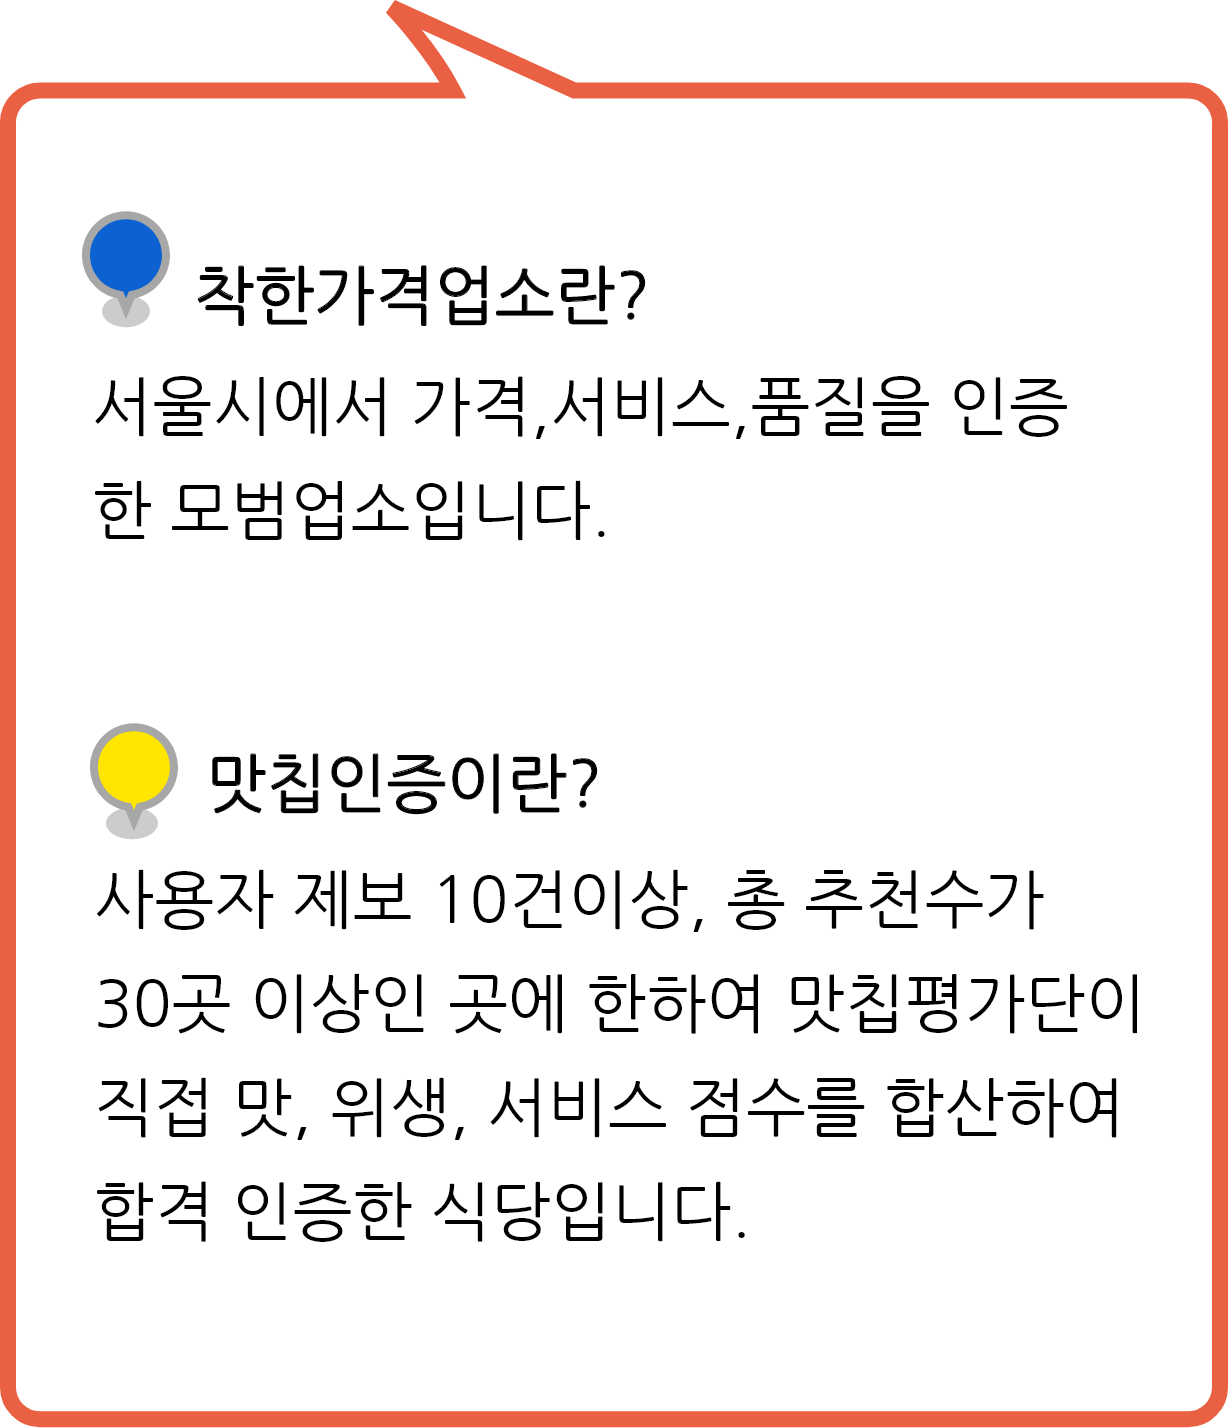 착한가격업소란?
서울시에서 가격,서비스,품질을 인증
한 모범업소입니다.
맛칩인증이란?
사용자 제보 10건이상, 총 추천수가
30곳 이상인 곳에 한하여 맛칩평가단이
직접 맛, 위생, 서비스 점수를 합산하여
합격 인증한 식당입니다.